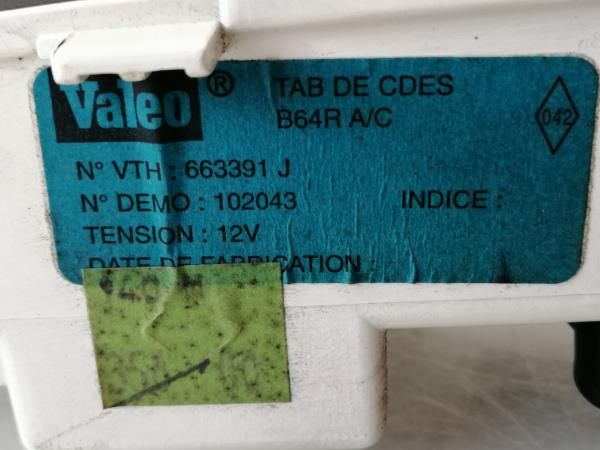 Valeo ® TAB DE CDES
B64R A/C
042
N° VTH : 663391 J
N° DEMO : 102043 INDICE :
TENSION : 12V
DATE DE FABRICATION :